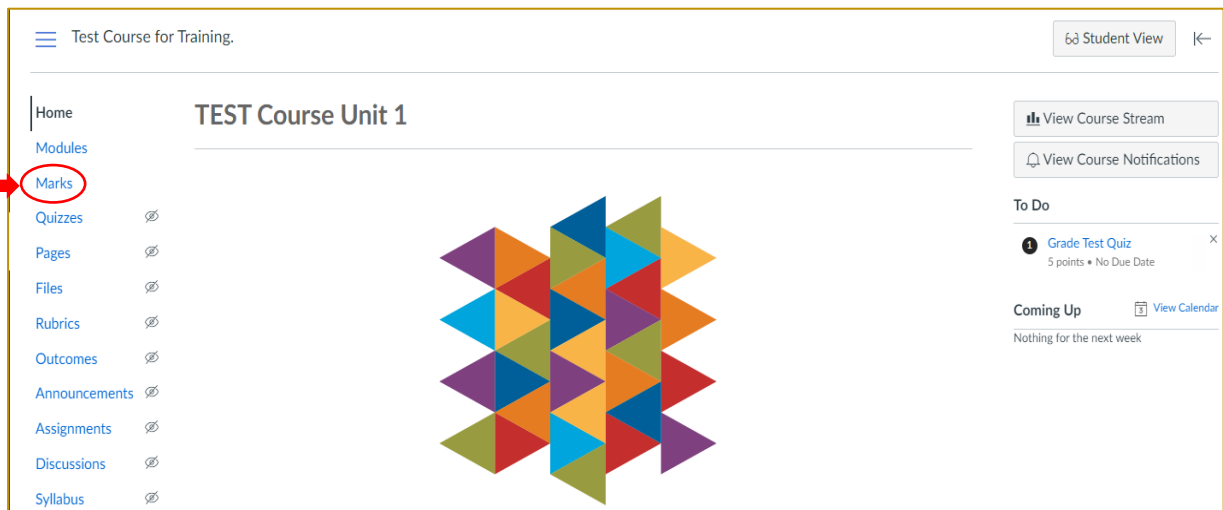 Test Course for Training.
Student View
Home
Modules
Marks
Quizzes
Pages
Files
Rubrics
Outcomes
Announcements
Assignments
Discussions
Syllabus
TEST Course Unit 1
View Course Stream
View Course Notifications
To Do
1 Grade Test Quiz X
5 points • No Due Date
Coming Up 3 View Calendar
Nothing for the next week